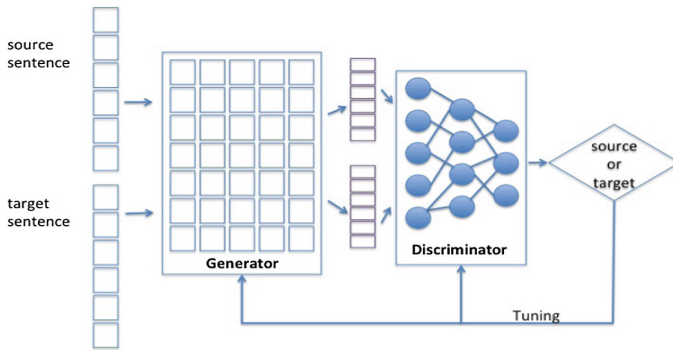 source
sentence
target
sentence
Generator
Discriminator
source
or
target
Tuning